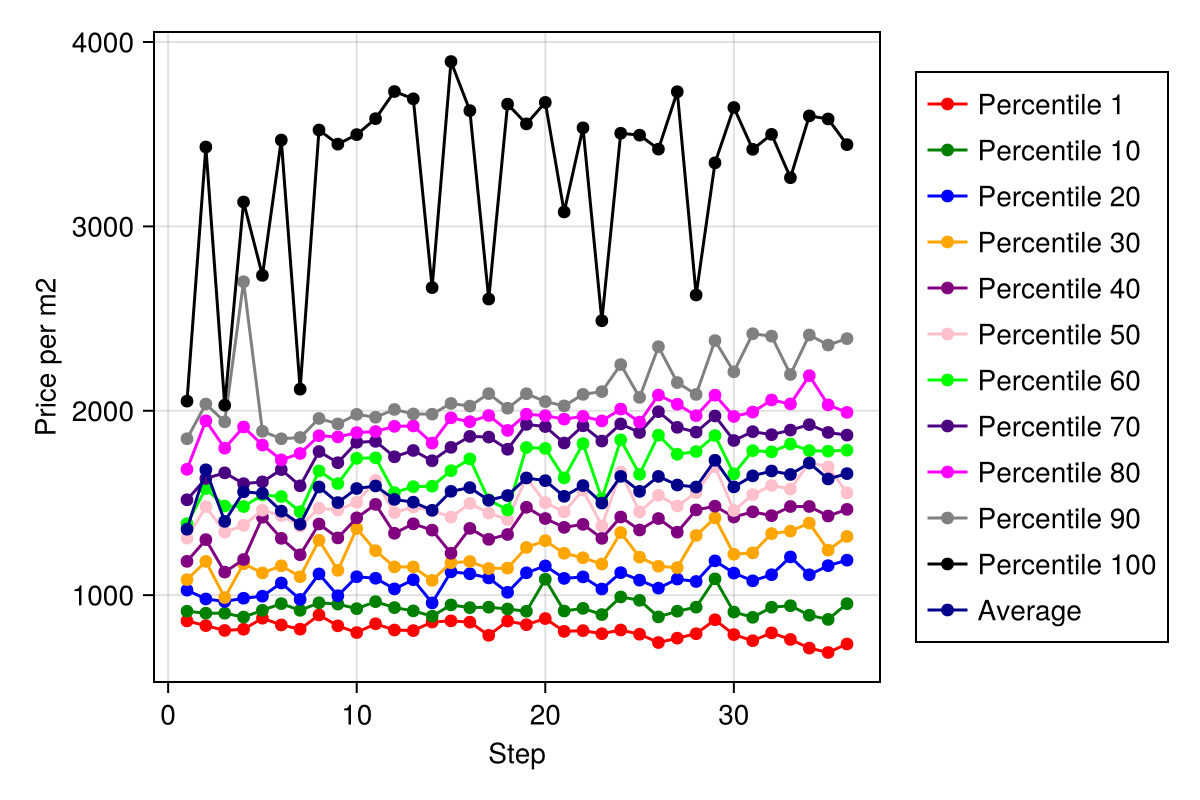 4000
3000
2000
1000
Price per m2
0 10 20 30
Step
Percentile 1
Percentile 10
Percentile 20
Percentile 30
Percentile 40
Percentile 50
Percentile 60
Percentile 70
Percentile 80
Percentile 90
Percentile 100
Average